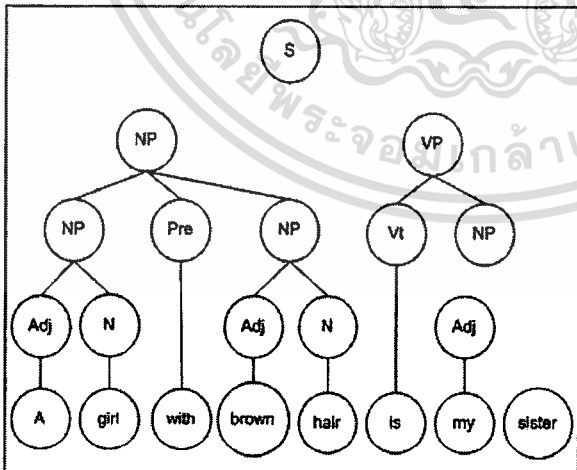 S
NP VP
NP Pre NP Vt NP
Adj N Adj N Adj
A girl with brown hair is my sister